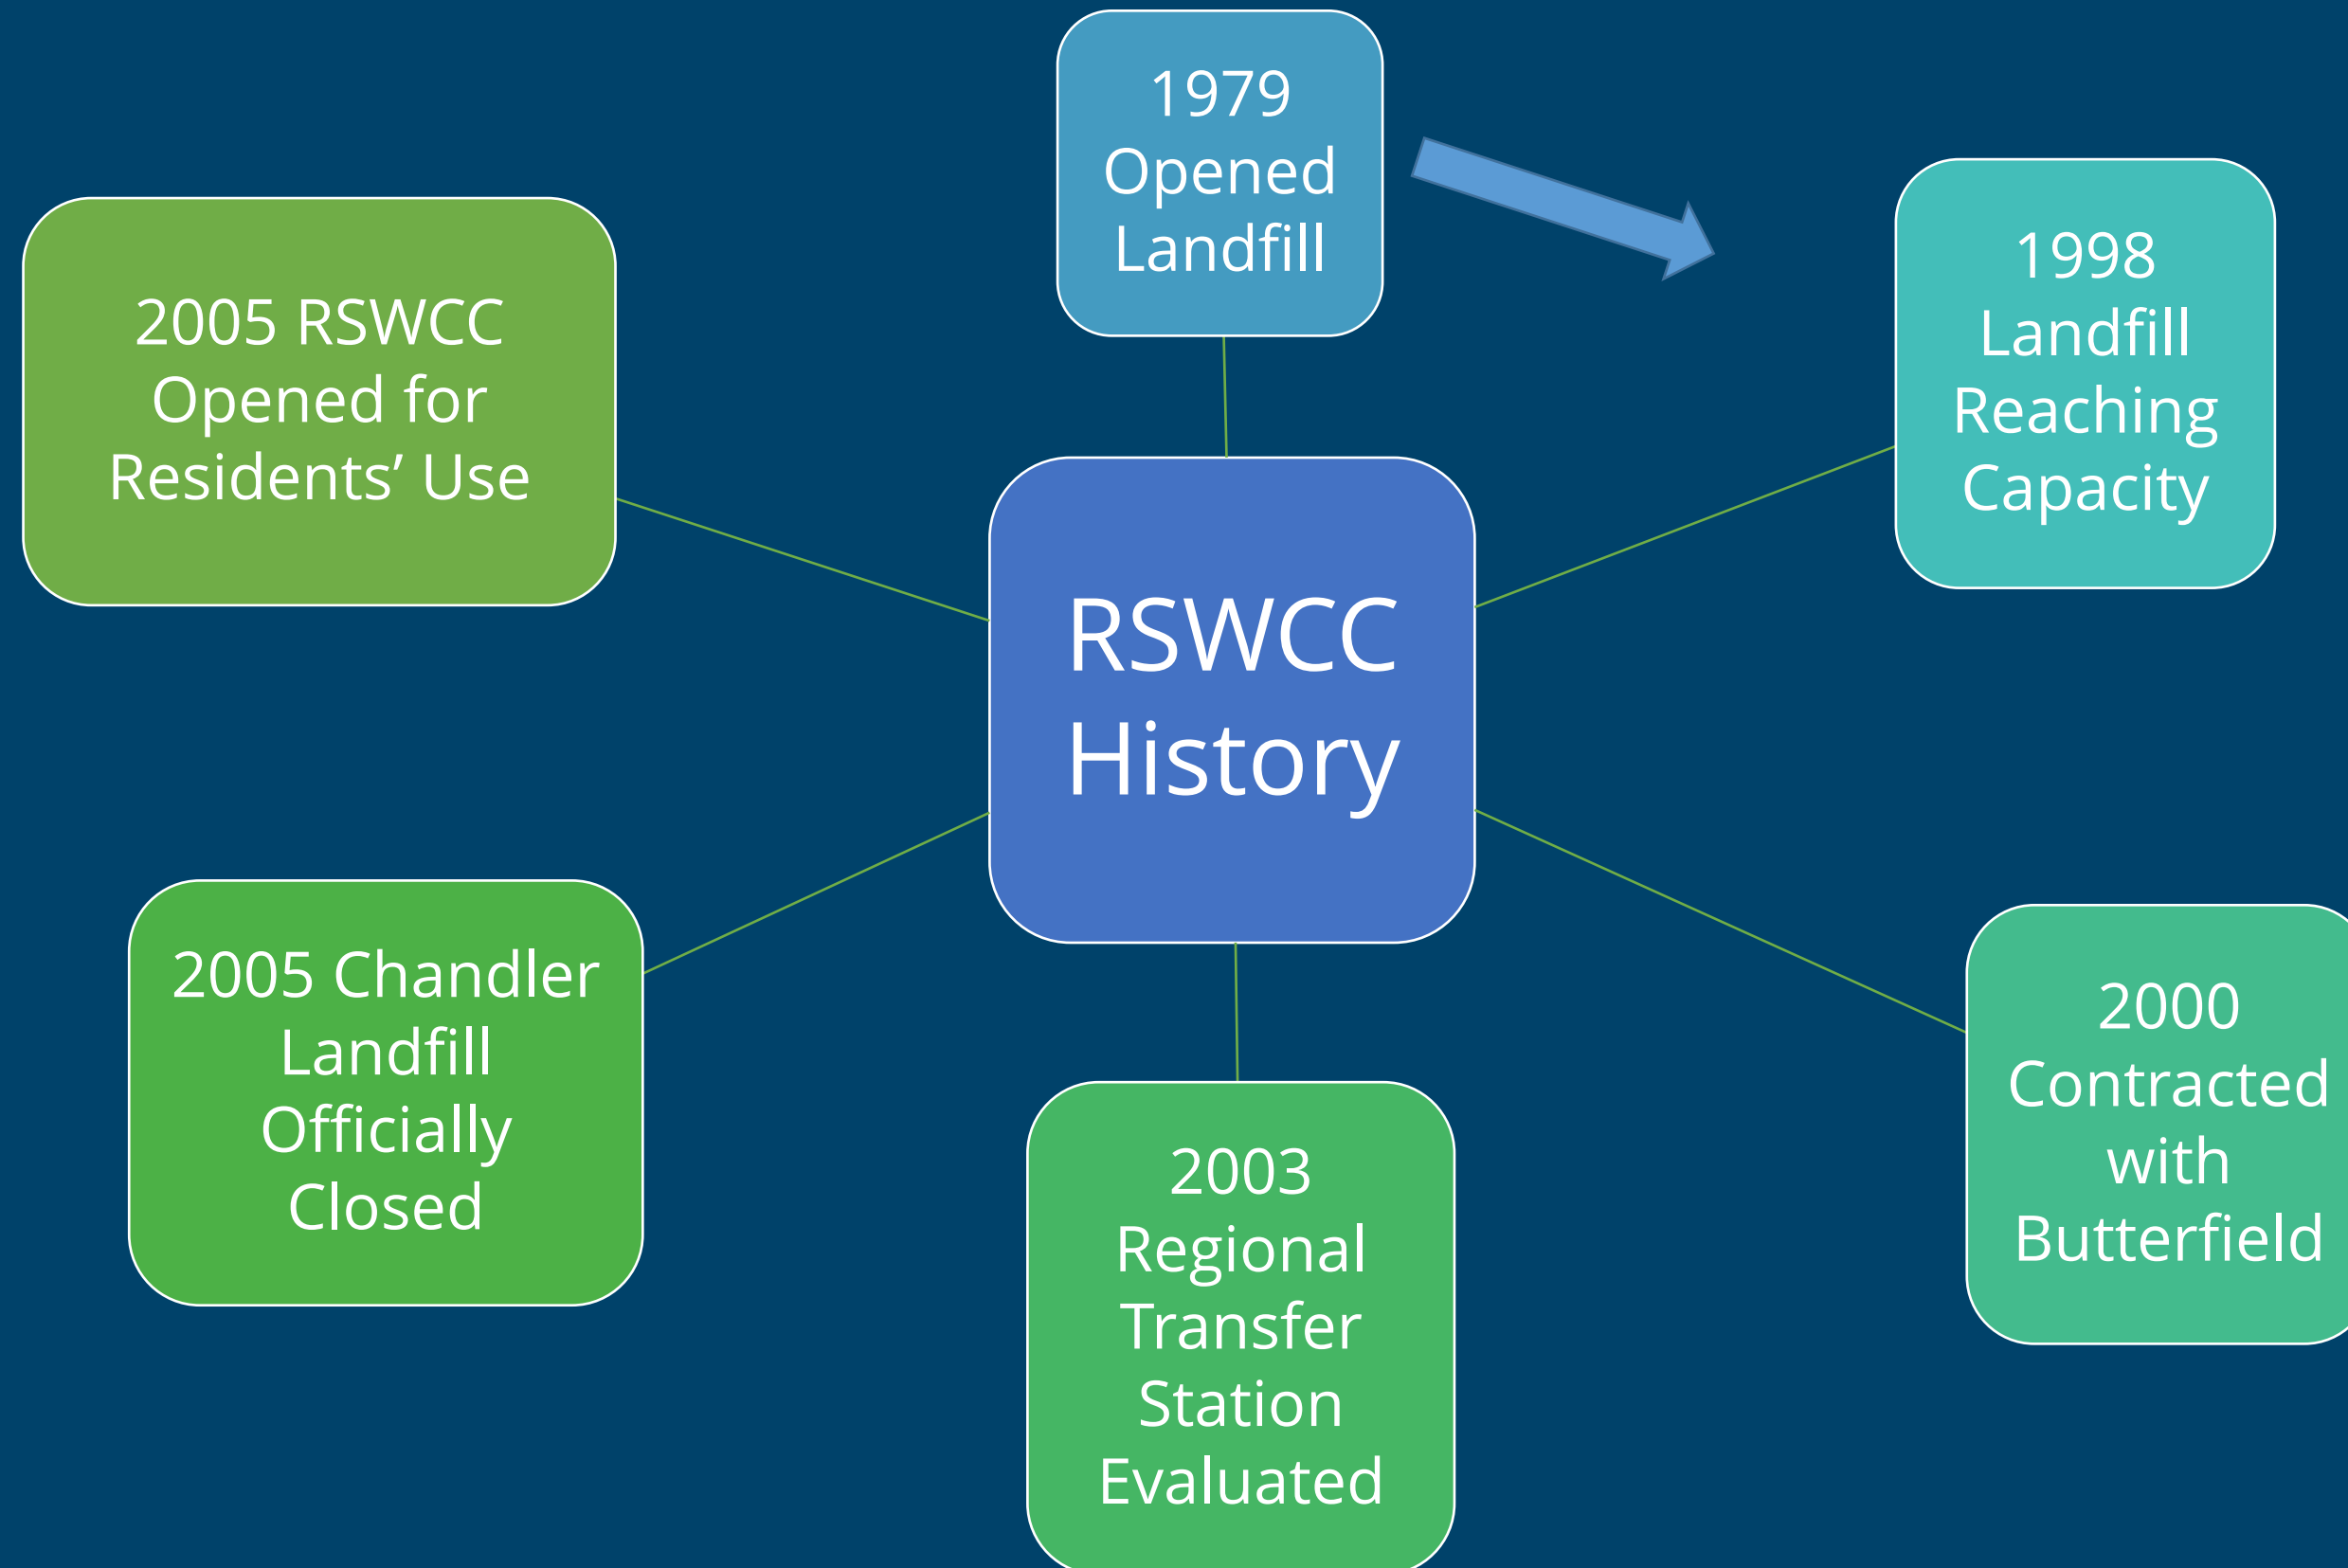 1979
Opened
Landfill
1998
Landfill
Reaching
Capacity
2000
Contracted
with
Butterfield
2003
Regional
Transfer
Station
Evaluated
2005 Chandler
Landfill
Officially
Closed
2005 RSWCC
Opened for
Residents’ Use
RSWCC
History